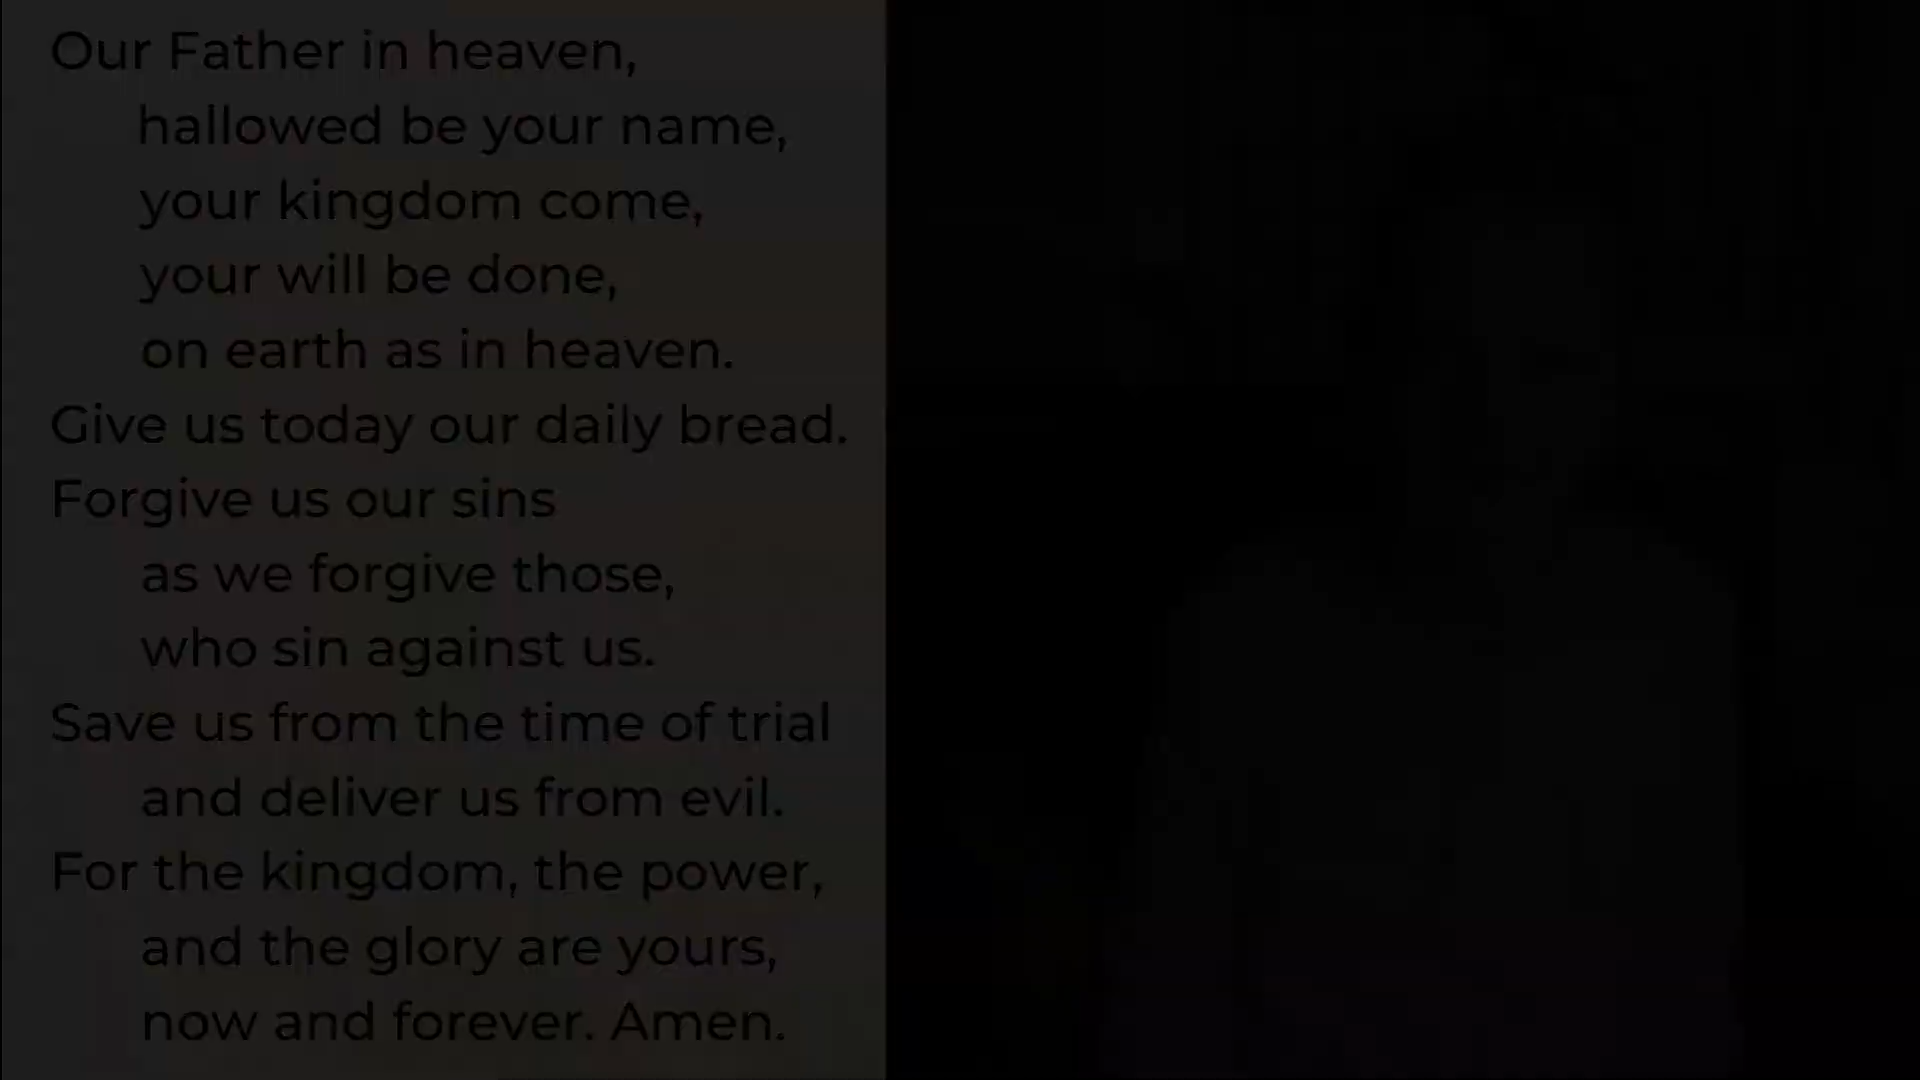 Our Father in heaven,
hallowed be your name,
your kingdom come,
your will be done,
on earth as in heaven.
Give us today our daily bread.
Forgive us our sins
as we forgive those,
who sin against us.
Save us from the time of trial
and deliver us from evil.
For the kingdom, the power,
and the glory are yours,
now and forever. Amen.